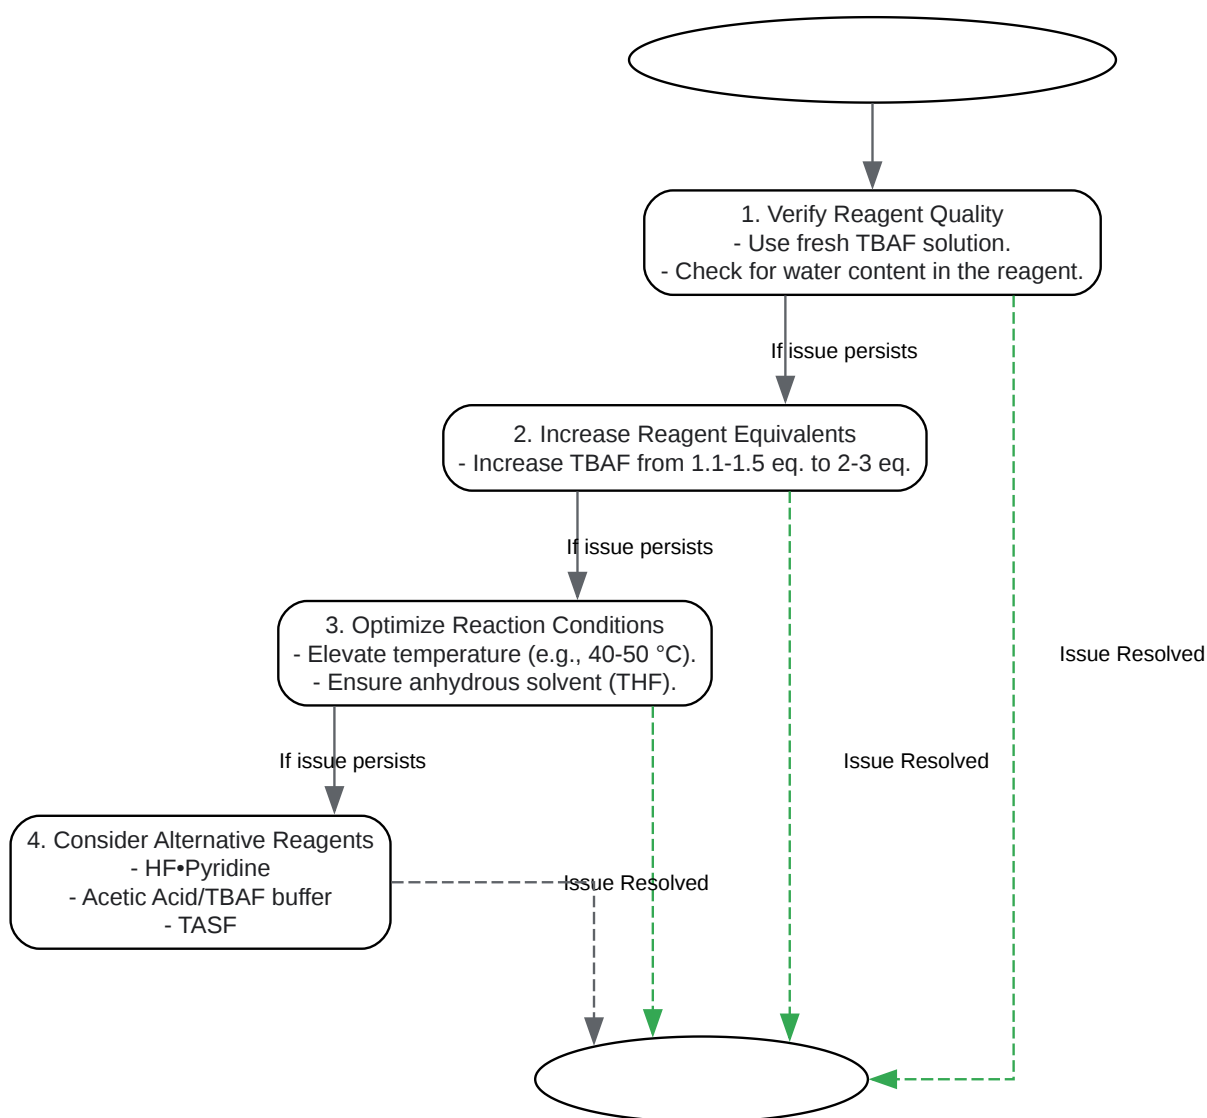 1. Verify Reagent Quality
- Use fresh TBAF solution.
- Check for water content in the reagent.
If issue persists
2. Increase Reagent Equivalents
- Increase TBAF from 1.1-1.5 eq. to 2-3 eq.
If issue persists
3. Optimize Reaction Conditions
- Elevate temperature (e.g., 40-50 °C).
- Ensure anhydrous solvent (THF).
Issue Resolved
If issue persists
Issue Resolved
4. Consider Alternative Reagents
- HF•Pyridine
- Acetic Acid/TBAF buffer
- TASF
Issue Resolved